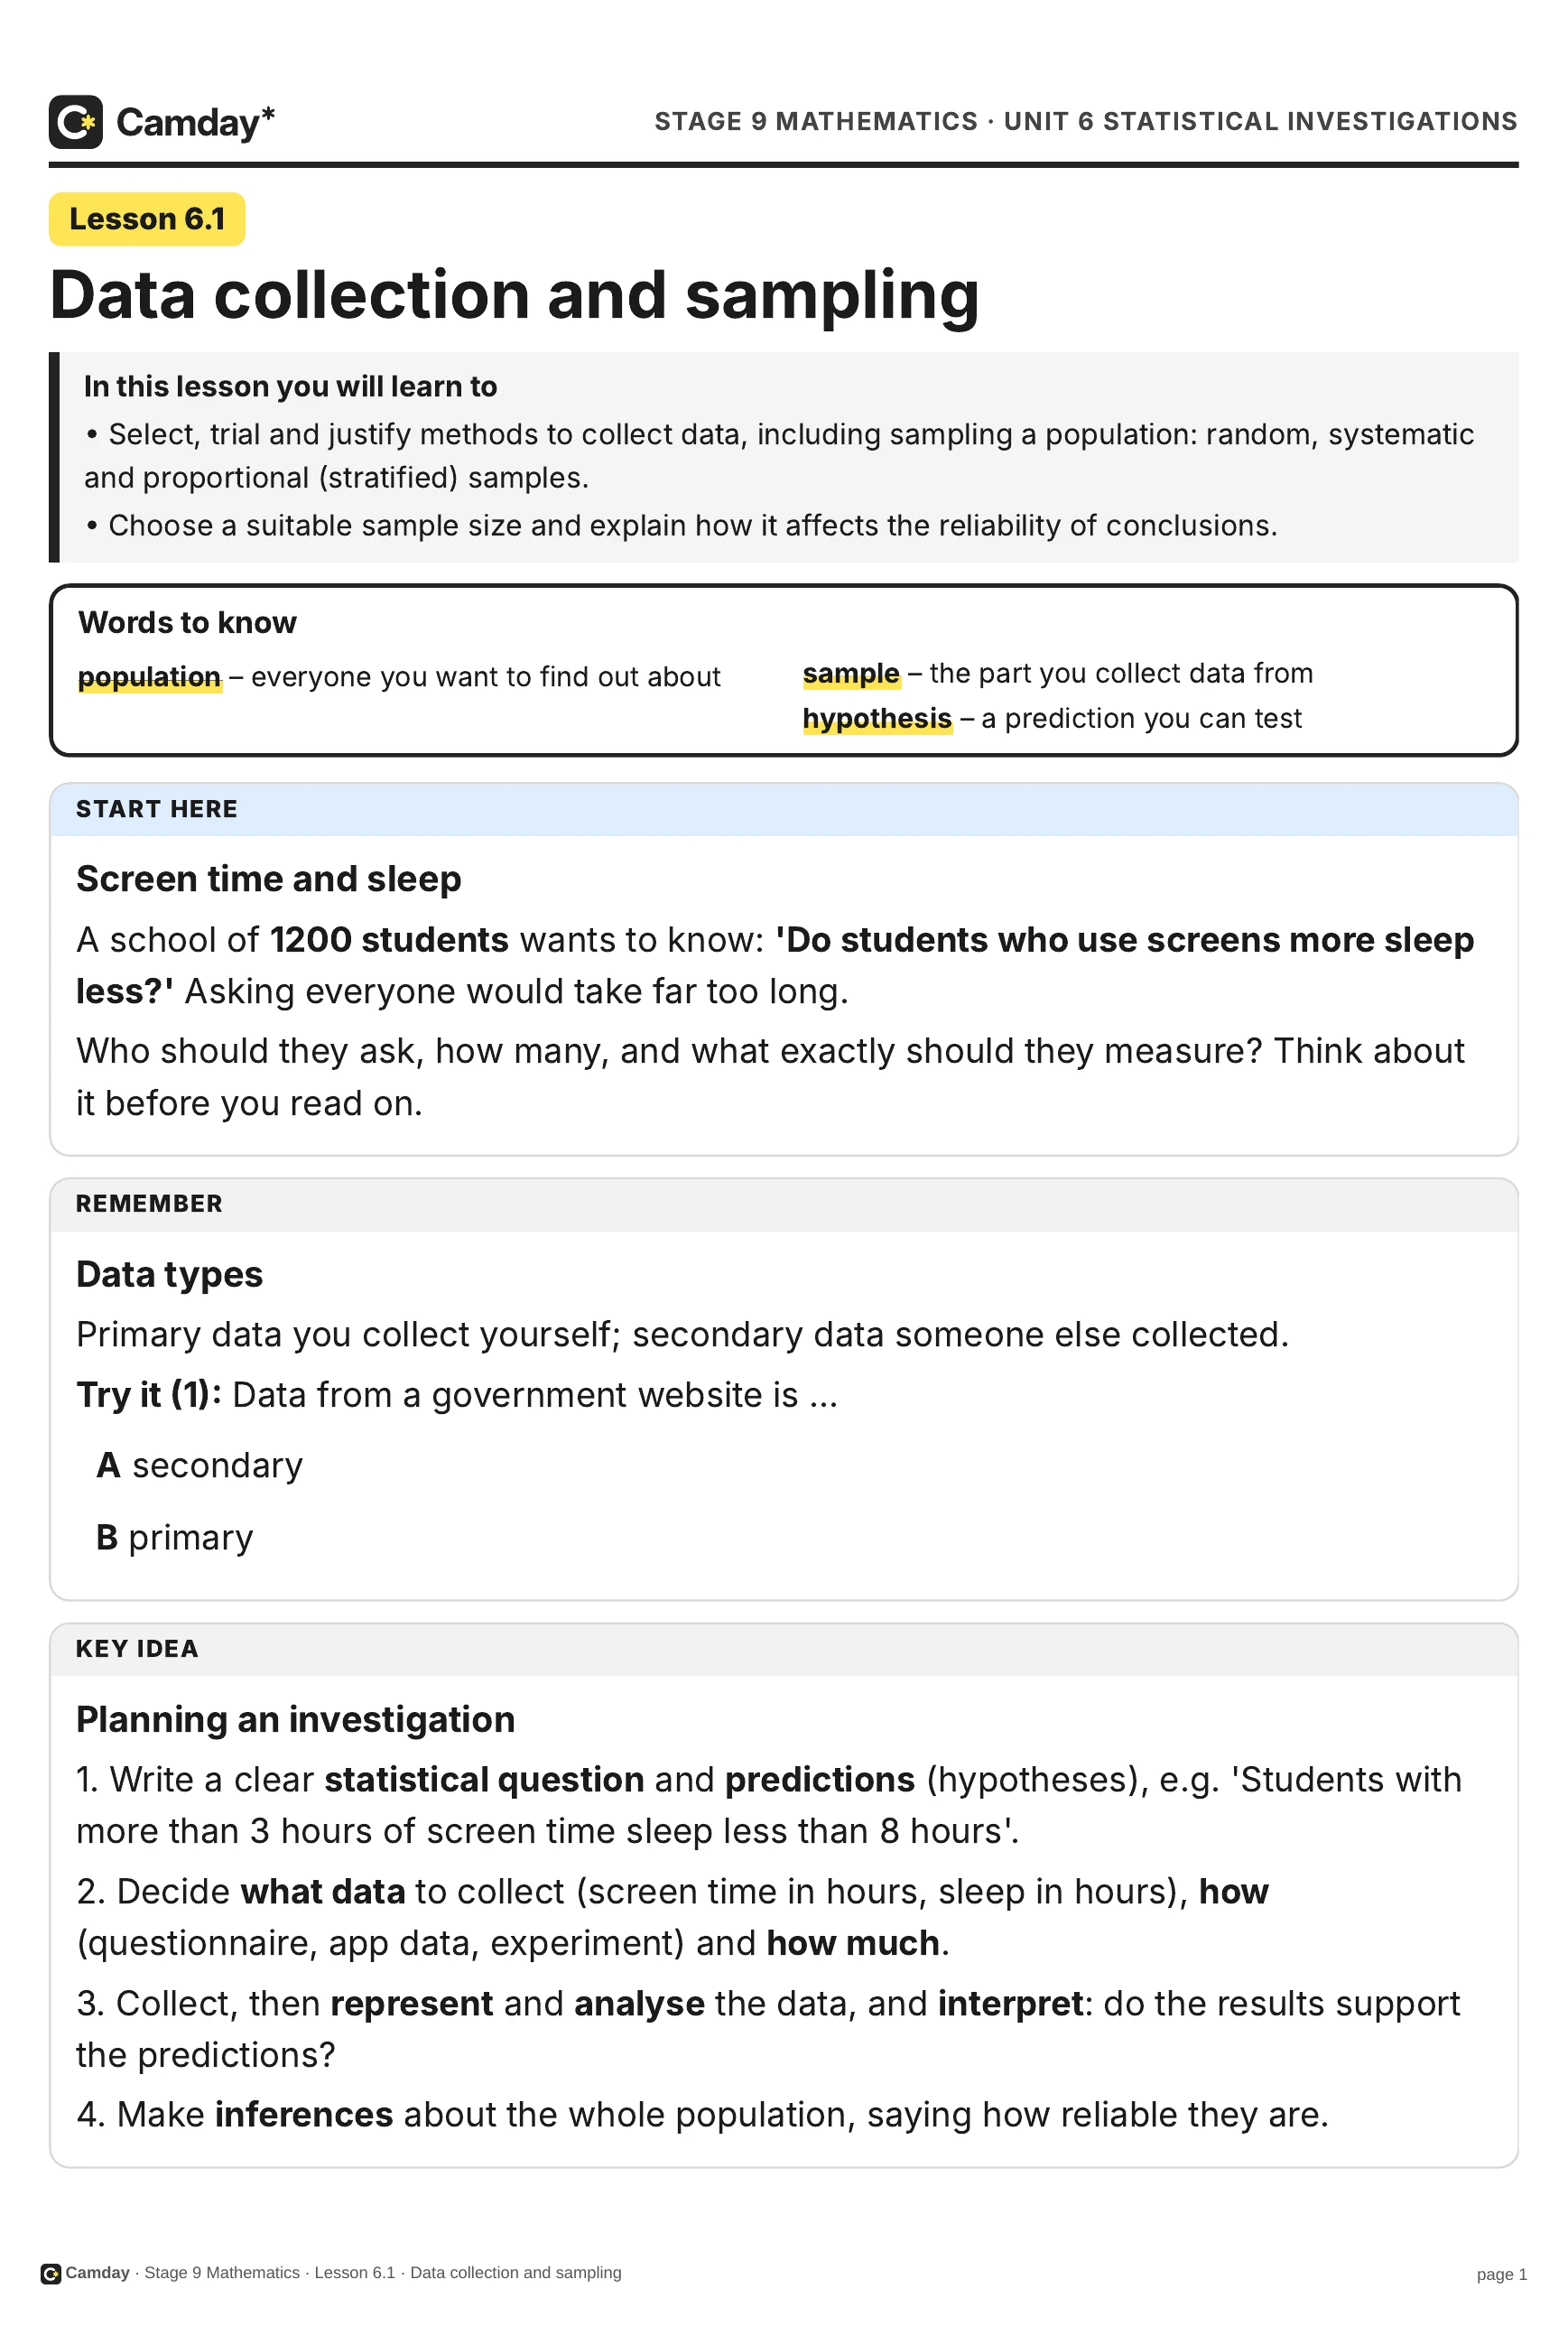 Camday*
STAGE 9 MATHEMATICS · UNIT 6 STATISTICAL INVESTIGATIONS
Lesson 6.1
Data collection and sampling
In this lesson you will learn to
• Select, trial and justify methods to collect data, including sampling a population: random, systematic
and proportional (stratified) samples.
• Choose a suitable sample size and explain how it affects the reliability of conclusions.
Words to know
population – everyone you want to find out about
sample – the part you collect data from
hypothesis – a prediction you can test
START HERE
Screen time and sleep
A school of 1200 students wants to know: 'Do students who use screens more sleep
less?' Asking everyone would take far too long.
Who should they ask, how many, and what exactly should they measure? Think about
it before you read on.
REMEMBER
Data types
Primary data you collect yourself; secondary data someone else collected.
Try it (1): Data from a government website is ...
A secondary
B primary
KEY IDEA
Planning an investigation
1. Write a clear statistical question and predictions (hypotheses), e.g. 'Students with
more than 3 hours of screen time sleep less than 8 hours'.
2. Decide what data to collect (screen time in hours, sleep in hours), how
(questionnaire, app data, experiment) and how much.
3. Collect, then represent and analyse the data, and interpret: do the results support
the predictions?
4. Make inferences about the whole population, saying how reliable they are.
Camday · Stage 9 Mathematics · Lesson 6.1 · Data collection and sampling
page 1